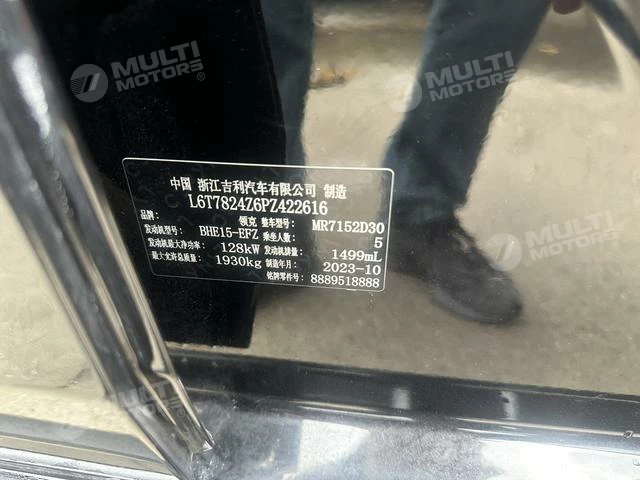 MULTI
MOTORS®
MULTI
MOTORS
中国 浙江吉利汽车有限公司 制造
L6T7824Z6PZ422616
品牌： 领克 整车型号： MR7152D30
发动机型号： BHE15-EFZ 乘坐人数： 5
发动机最大净功率： 128kW 发动机排量： 1499mL
最大允许总质量： 1930kg 制造年月： 2023-10
铭牌零件号： 8889518888
MULTI
MOTORS
MULTI
MOTORS